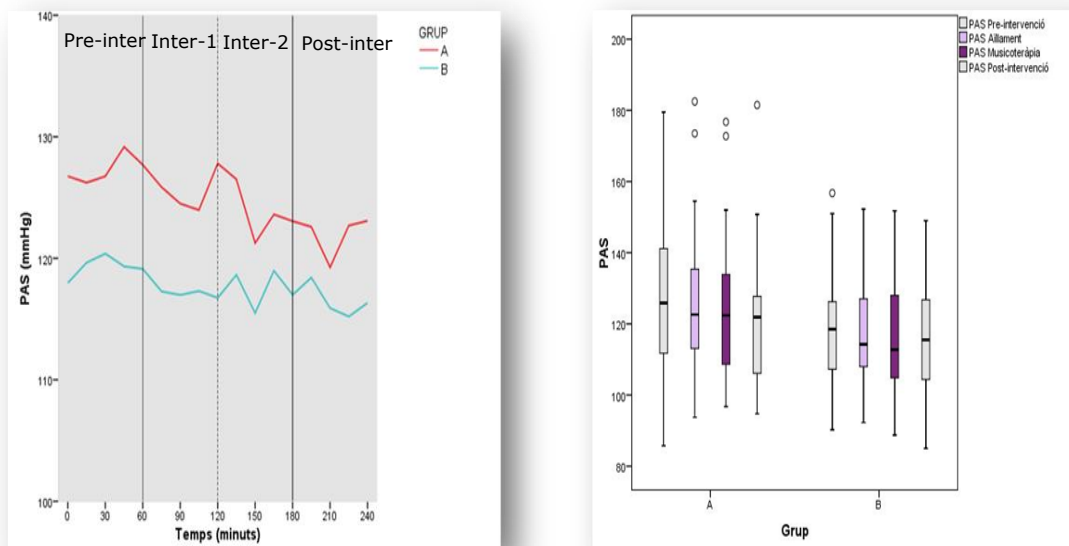 140
130
120
110
100
PAS (mmHg)
Pre-inter
Inter-1
Inter-2
Post-inter
GRUP
A
B
0
30
60
90
120
150
180
210
240
Temps (minuts)
200
180
160
140
120
100
80
PAS
A
B
Grup
PAS Pre-intervenció
PAS Aïllament
PAS Musicoteràpia
PAS Post-intervenció